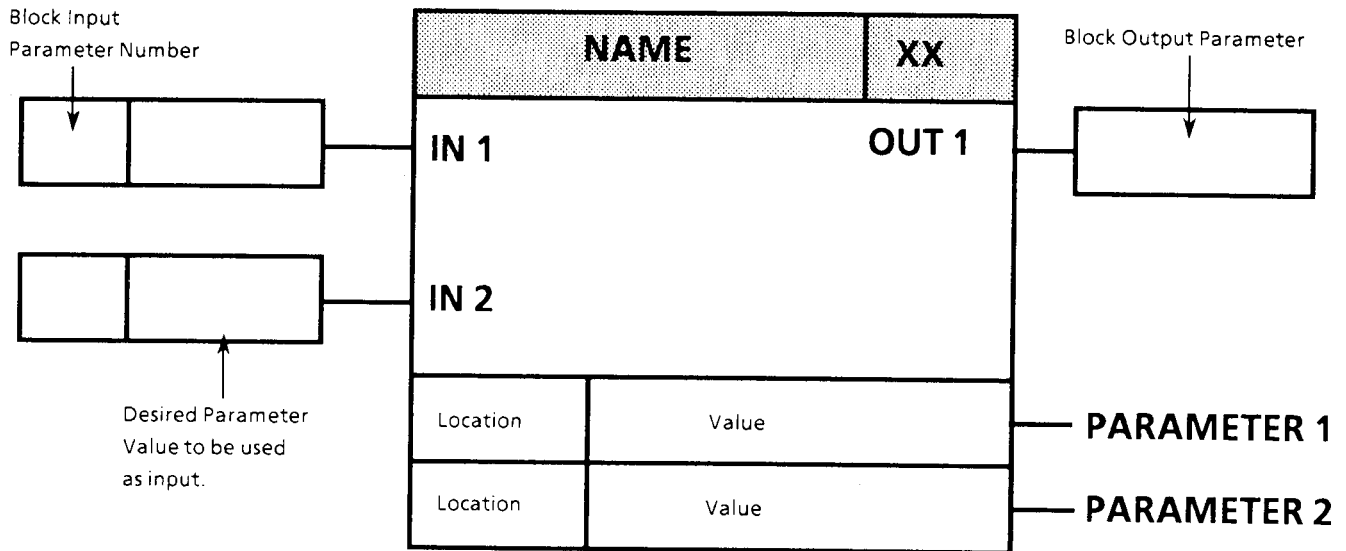 Block Input
Parameter Number
NAME
XX
Block Output Parameter
IN 1
OUT 1
IN 2
Desired Parameter
Value to be used
as input.
Location
Value
PARAMETER 1
Location
Value
PARAMETER 2